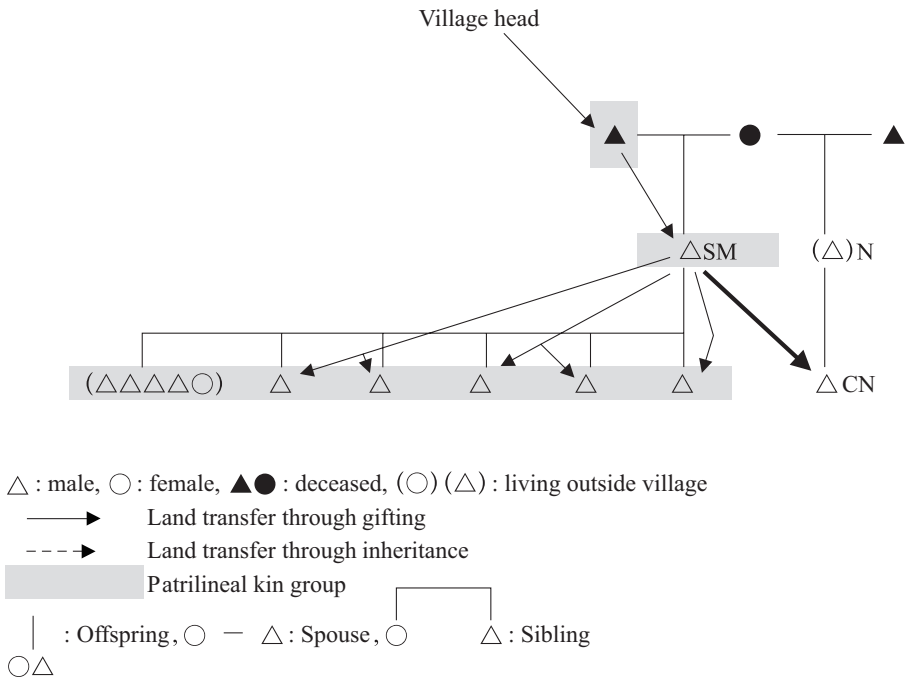 Village head
SM
(△)N
(△△△△○)
CN
△ : male, ○ : female, ▲● : deceased, (○) (△) : living outside village
Land transfer through gifting
Land transfer through inheritance
Patrilineal kin group
: Offspring, ○ − △ : Spouse, ○ △ : Sibling
○△